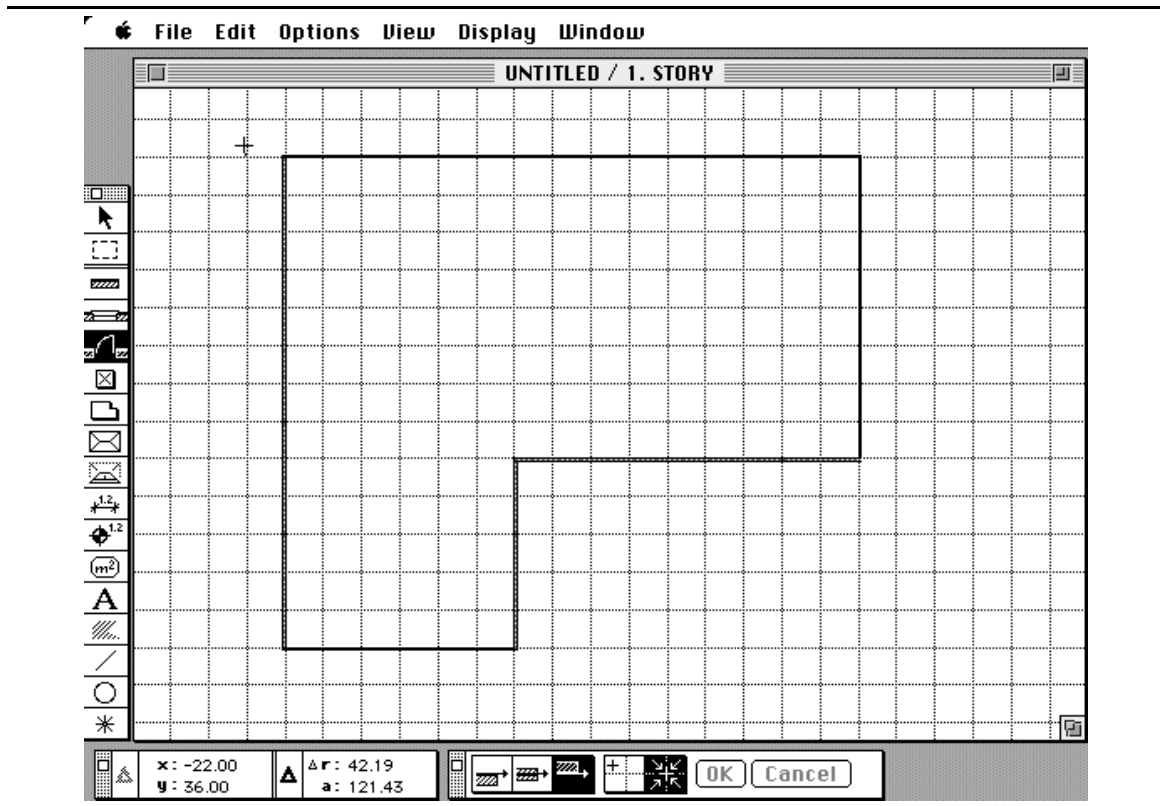 File Edit Options View Display Window
UNTITLED / 1. STORY
1.2
1.2
m²
A
x: -22.00 Δr: 42.19
y: 36.00 a: 121.43
OK Cancel